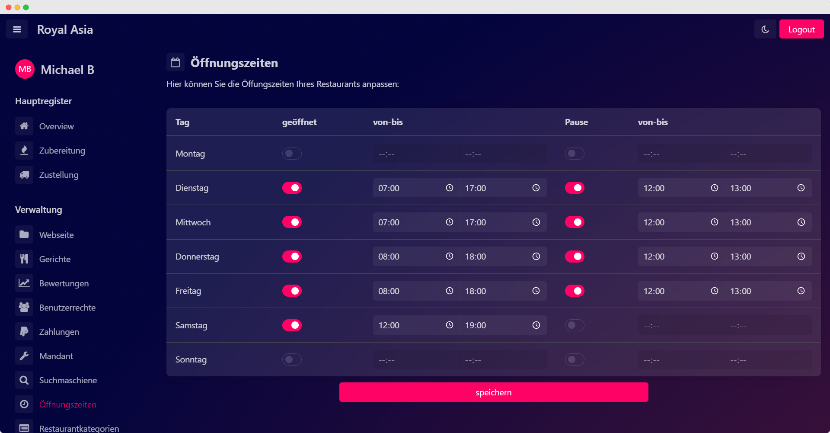 Royal Asia
Logout
MB Michael B
Hauptregister
Overview
Zubereitung
Zustellung
Verwaltung
Webseite
Gerichte
Bewertungen
Benutzerrechte
Zahlungen
Mandant
Suchmaschiene
Öffnungszeiten
Restaurantkategorien
Öffnungszeiten
Hier können Sie die Öffungszeiten Ihres Restaurants anpassen:
Tag geöffnet von-bis Pause von-bis
Montag --:-- --:-- --:-- --:--
Dienstag 07:00 17:00 12:00 13:00
Mittwoch 07:00 17:00 12:00 13:00
Donnerstag 08:00 18:00 12:00 13:00
Freitag 08:00 18:00 12:00 13:00
Samstag 12:00 19:00 --:-- --:--
Sonntag --:-- --:-- --:-- --:--
speichern